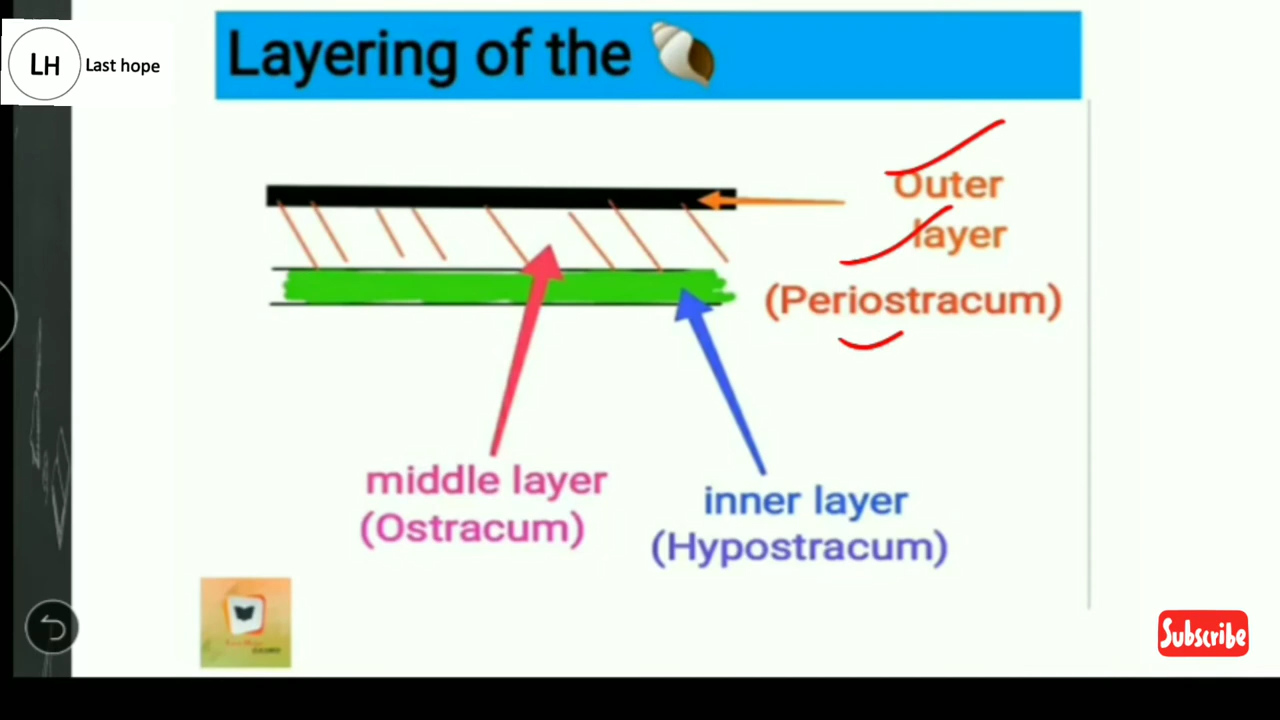 LH Last hope
Layering of the
Outer
layer
(Periostracum)
middle layer
(Ostracum)
inner layer
(Hypostracum)
Subscribe